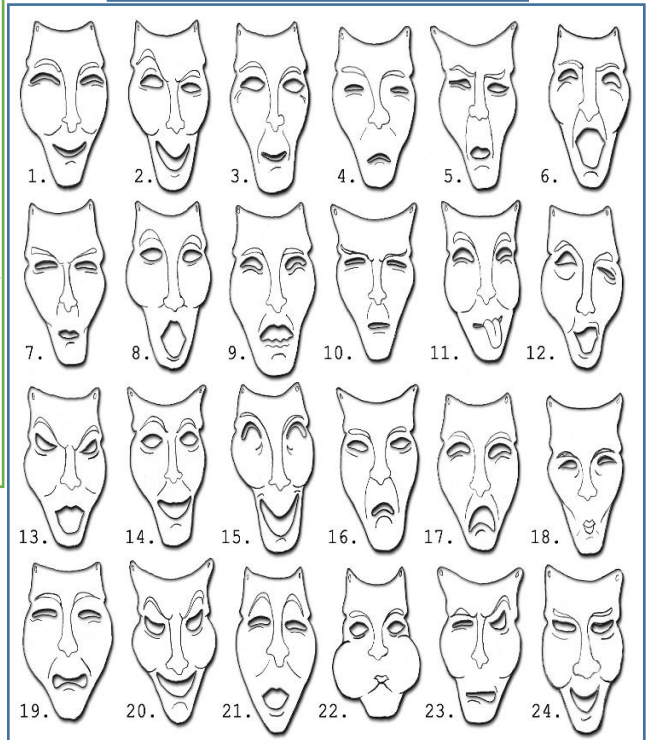 1. 2. 3. 4. 5. 6.
7. 8. 9. 10. 11. 12.
13. 14. 15. 16. 17. 18.
19. 20. 21. 22. 23. 24.